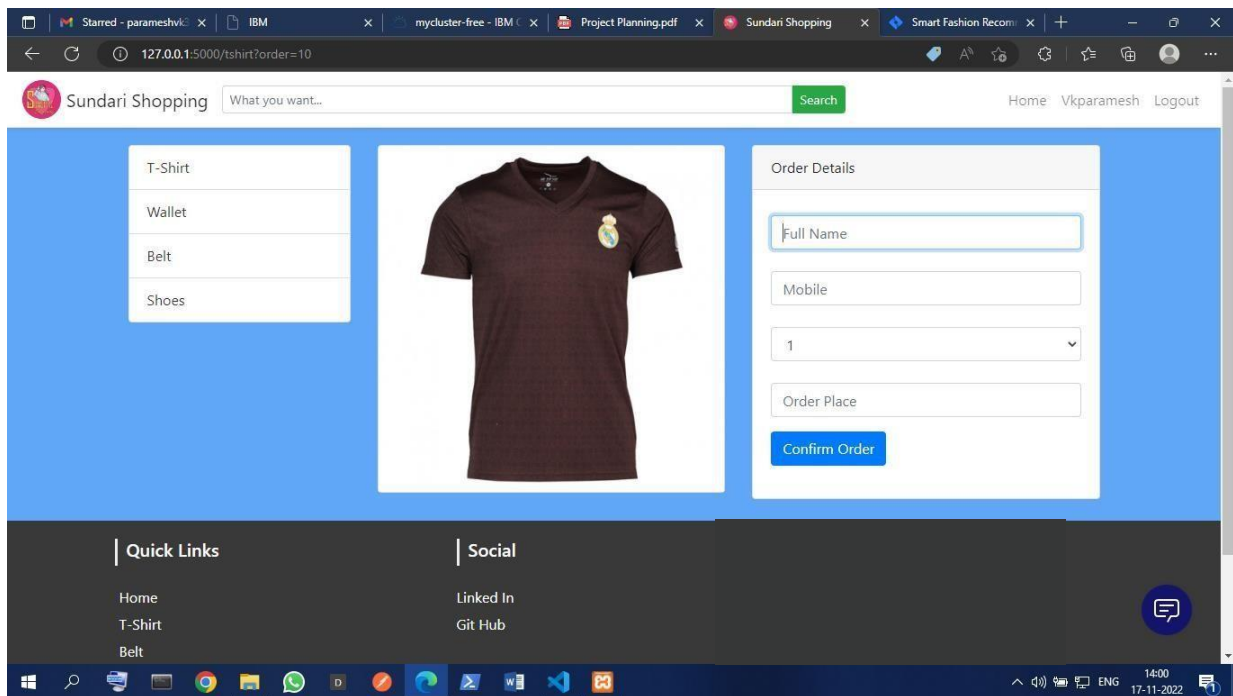 Starred - parameshvk3
IBM
mycluster-free - IBM C
Project Planning.pdf
Sundari Shopping
Smart Fashion Recom
127.0.0.1:5000/tshirt?order=10
Sundari Shopping
What you want...
Search
Home Vkparamesh Logout
T-Shirt
Wallet
Belt
Shoes
Order Details
Full Name
Mobile
1
Order Place
Confirm Order
Quick Links
Home
T-Shirt
Belt
Social
Linked In
Git Hub
ENG
14:00
17-11-2022